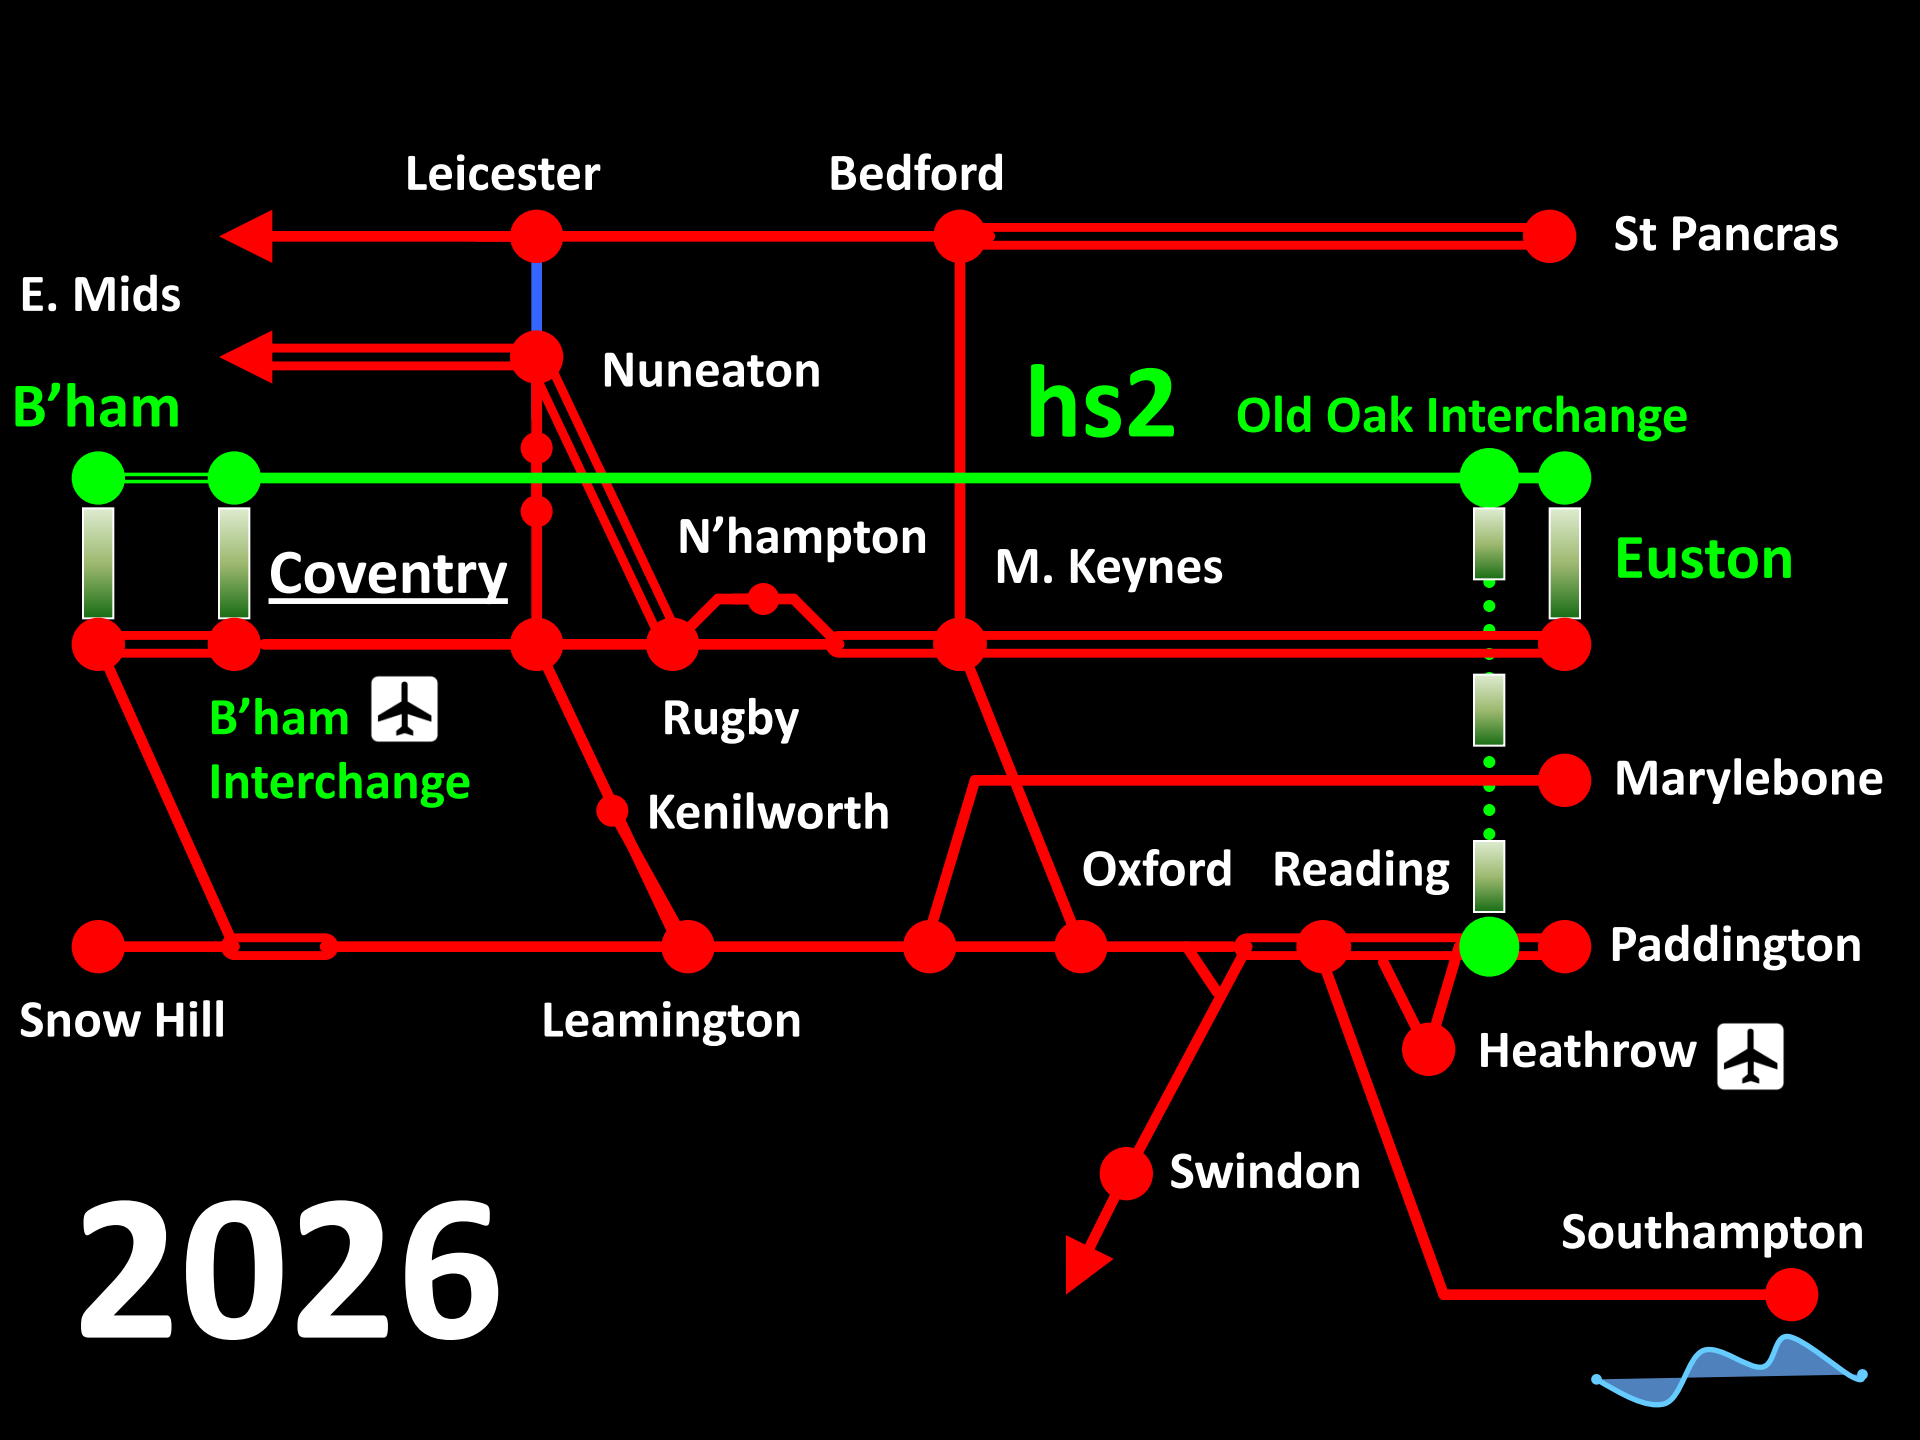 Leicester
Bedford
St Pancras
E. Mids
Nuneaton
hs2
B’ham
Old Oak Interchange
N’hampton
M. Keynes
Coventry
Euston
B’ham
Interchange
Rugby
Marylebone
Kenilworth
Oxford
Reading
Paddington
Snow Hill
Leamington
Heathrow
Swindon
Southampton
2026